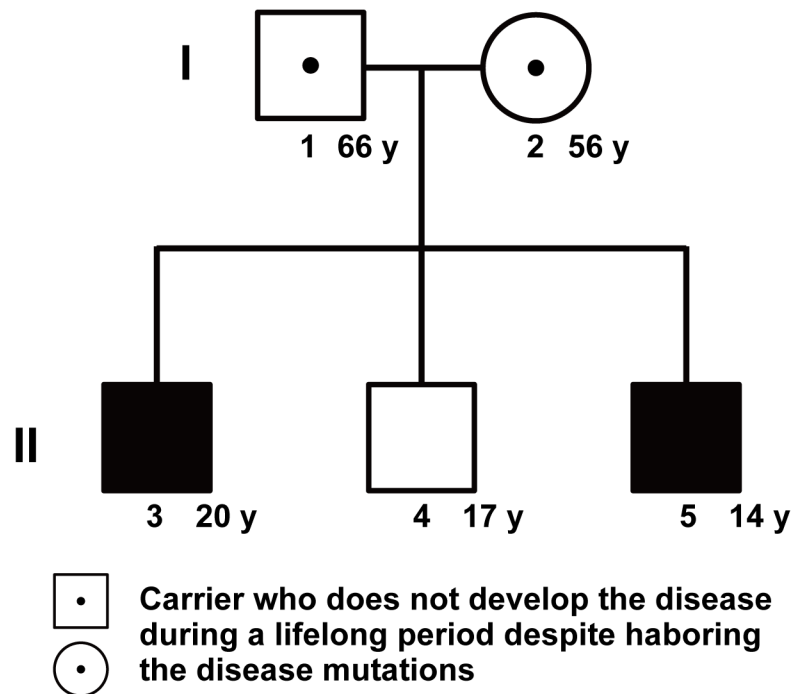 I
1 66 y 2 56 y
II
3 20 y 4 17 y 5 14 y
Carrier who does not develop the disease
during a lifelong period despite haboring
the disease mutations